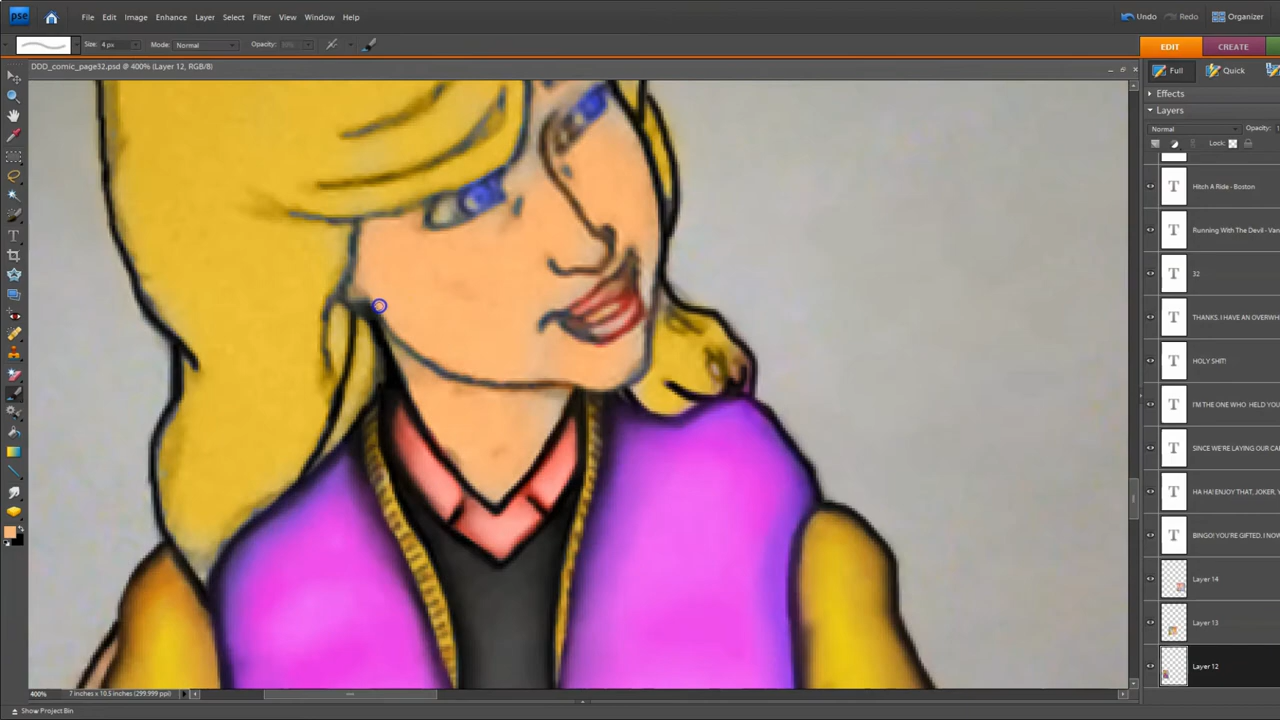 pse File Edit Image Enhance Layer Select Filter View Window Help Undo Redo Organizer
Size: 4 px Mode: Normal Opacity: EDIT CREATE
DDD_comic_page32.psd @ 400% (Layer 12, RGB/8) Full Quick
Effects
Layers
Normal Opacity: 1
Lock:
T Hitch A Ride - Boston
T Running With The Devil - Van
T 32
T THANKS. I HAVE AN OVERWH
T HOLY SHIT!
T I'M THE ONE WHO HELD YOU
T SINCE WE'RE LAYING OUR CA
T HA HA! ENJOY THAT, JOKER, Y
T BINGO! YOU'RE GIFTED. I NOW
Layer 14
Layer 13
Layer 12
400% 7 inches x 10.5 inches (299.999 ppi)
Show Project Bin